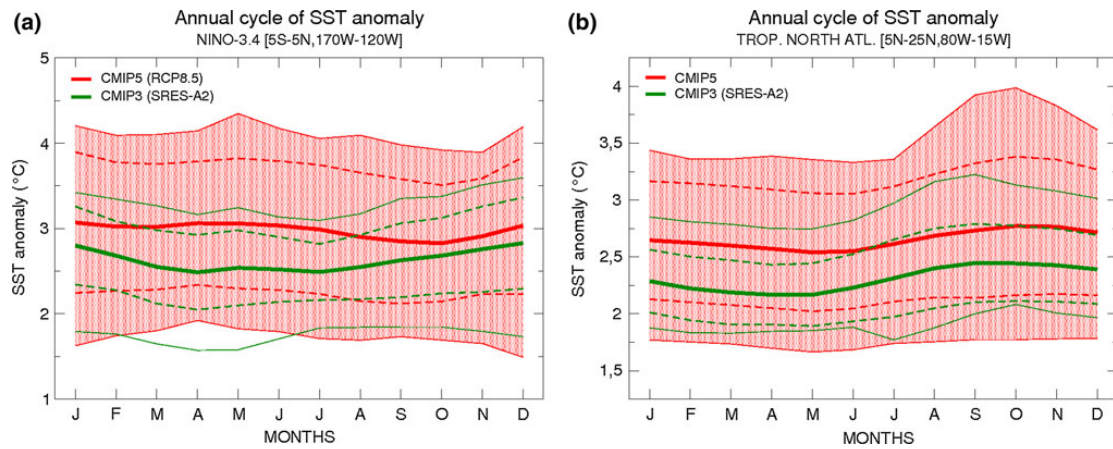 (a)
Annual cycle of SST anomaly
NINO-3.4 [5S-5N,170W-120W]
5
4
3
2
1
SST anomaly (°C)
CMIP5 (RCP8.5)
CMIP3 (SRES-A2)
J F M A M J J A S O N D
MONTHS
(b)
Annual cycle of SST anomaly
TROP. NORTH ATL. [5N-25N,80W-15W]
4
3,5
3
2,5
2
1,5
SST anomaly (°C)
CMIP5
CMIP3 (SRES-A2)
J F M A M J J A S O N D
MONTHS